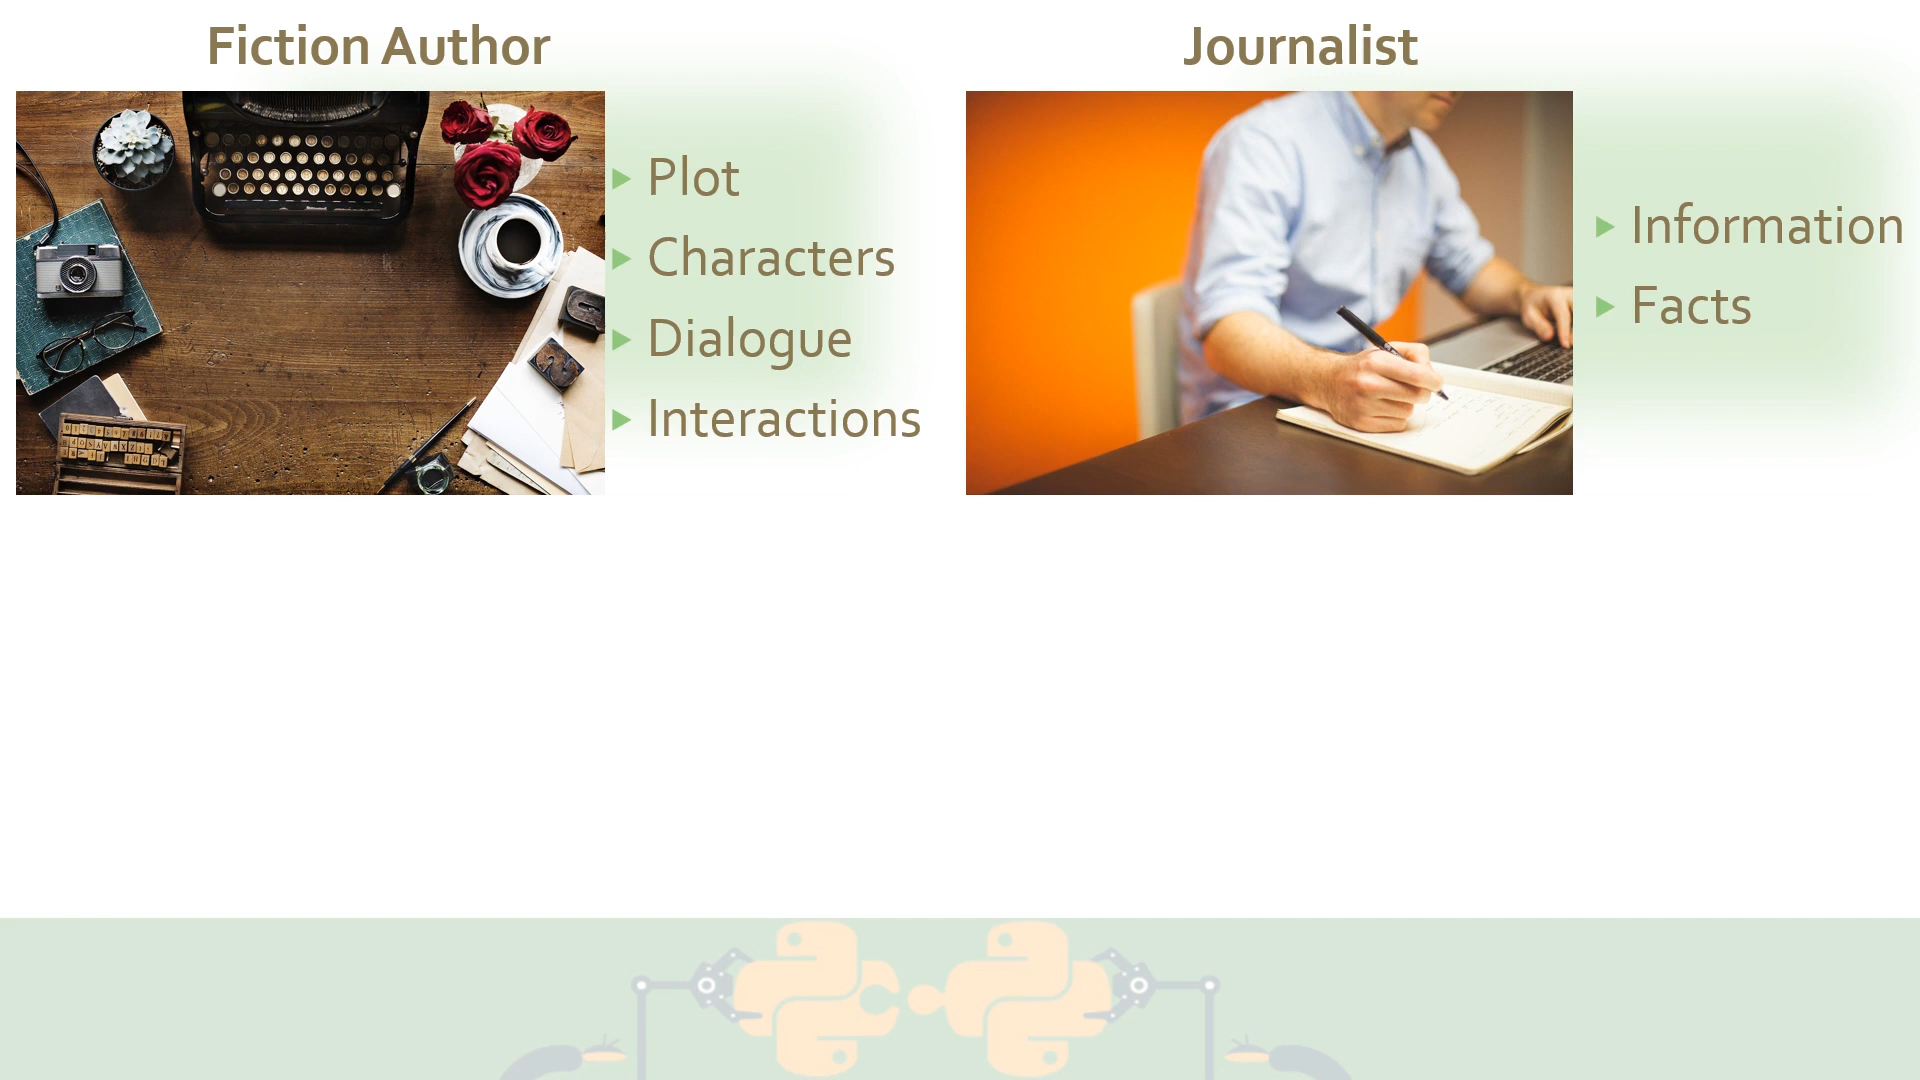 Fiction Author
Plot
Characters
Dialogue
Interactions
Journalist
Information
Facts